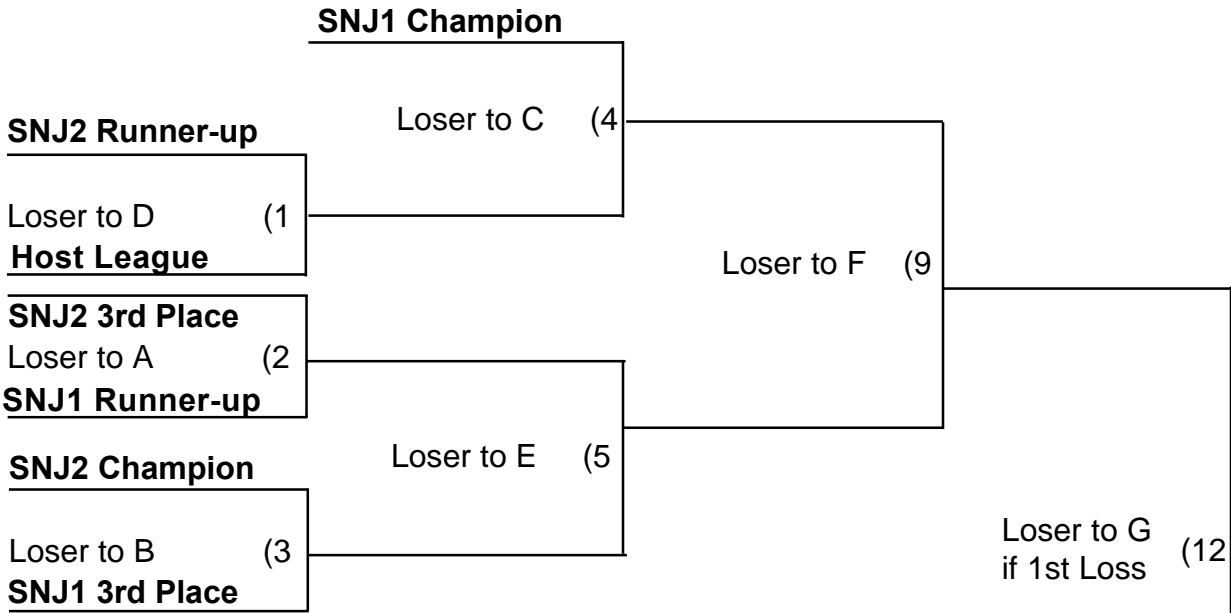 SNJ1 Champion
Loser to C (4
SNJ2 Runner-up
Loser to D (1
Host League
Loser to F (9
SNJ2 3rd Place
Loser to A (2
SNJ1 Runner-up
Loser to E (5
SNJ2 Champion
Loser to B (3
SNJ1 3rd Place
Loser to G
if 1st Loss (12